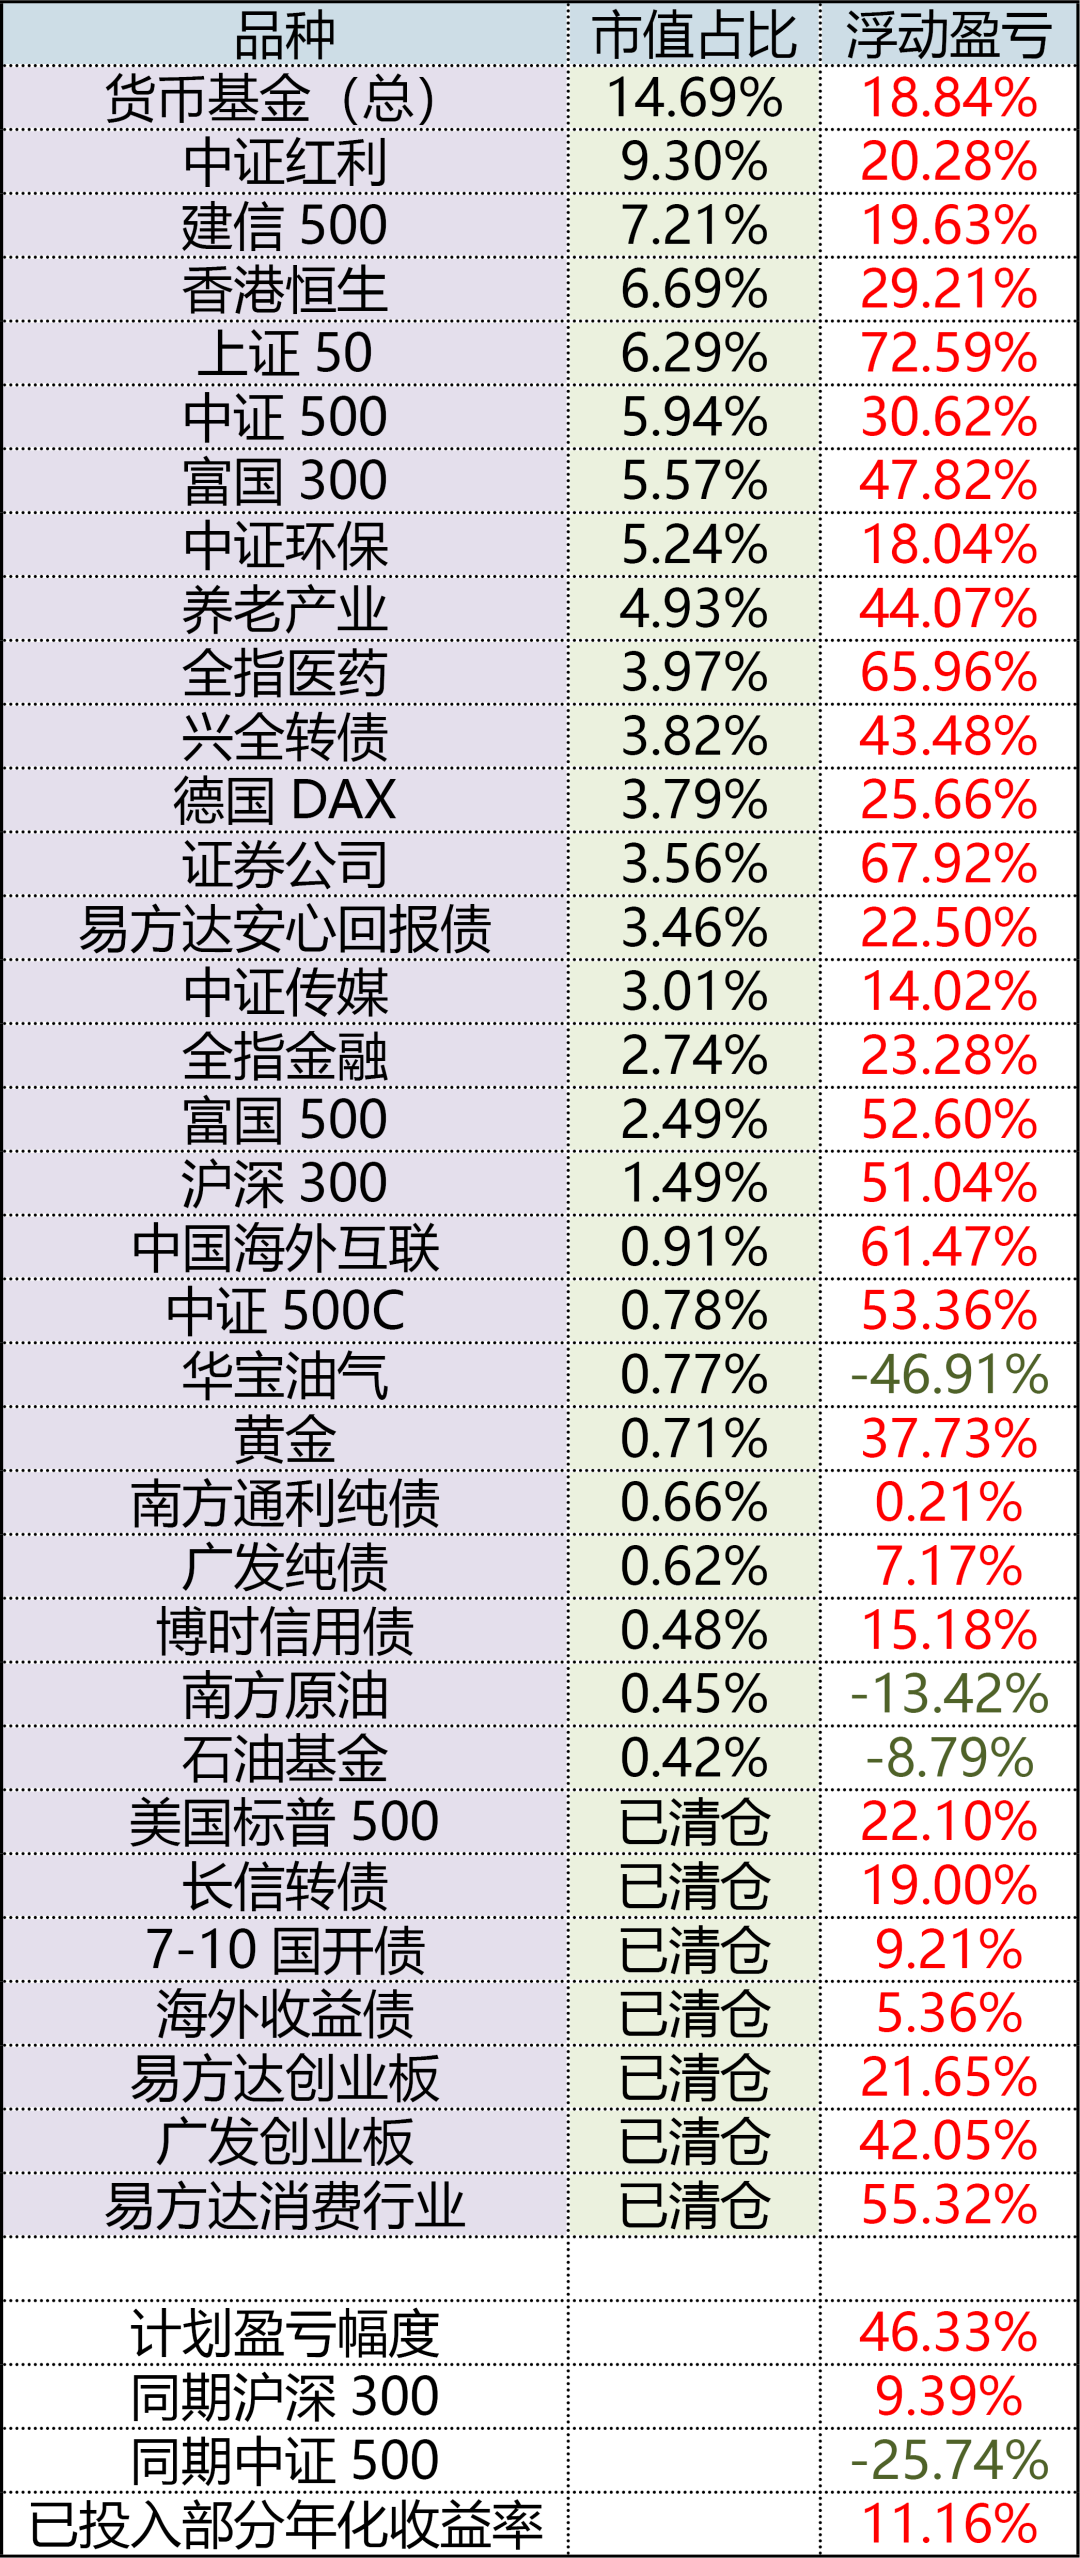 品种 市值占比 浮动盈亏
货币基金（总） 14.69% 18.84%
中证红利 9.30% 20.28%
建信 500 7.21% 19.63%
香港恒生 6.69% 29.21%
上证 50 6.29% 72.59%
中证 500 5.94% 30.62%
富国 300 5.57% 47.82%
中证环保 5.24% 18.04%
养老产业 4.93% 44.07%
全指医药 3.97% 65.96%
兴全转债 3.82% 43.48%
德国 DAX 3.79% 25.66%
证券公司 3.56% 67.92%
易方达安心回报债 3.46% 22.50%
中证传媒 3.01% 14.02%
全指金融 2.74% 23.28%
富国 500 2.49% 52.60%
沪深 300 1.49% 51.04%
中国海外互联 0.91% 61.47%
中证 500C 0.78% 53.36%
华宝油气 0.77% -46.91%
黄金 0.71% 37.73%
南方通利纯债 0.66% 0.21%
广发纯债 0.62% 7.17%
博时信用债 0.48% 15.18%
南方原油 0.45% -13.42%
石油基金 0.42% -8.79%
美国标普 500 已清仓 22.10%
长信转债 已清仓 19.00%
7-10 国开债 已清仓 9.21%
海外收益债 已清仓 5.36%
易方达创业板 已清仓 21.65%
广发创业板 已清仓 42.05%
易方达消费行业 已清仓 55.32%
计划盈亏幅度 46.33%
同期沪深 300 9.39%
同期中证 500 -25.74%
已投入部分年化收益率 11.16%